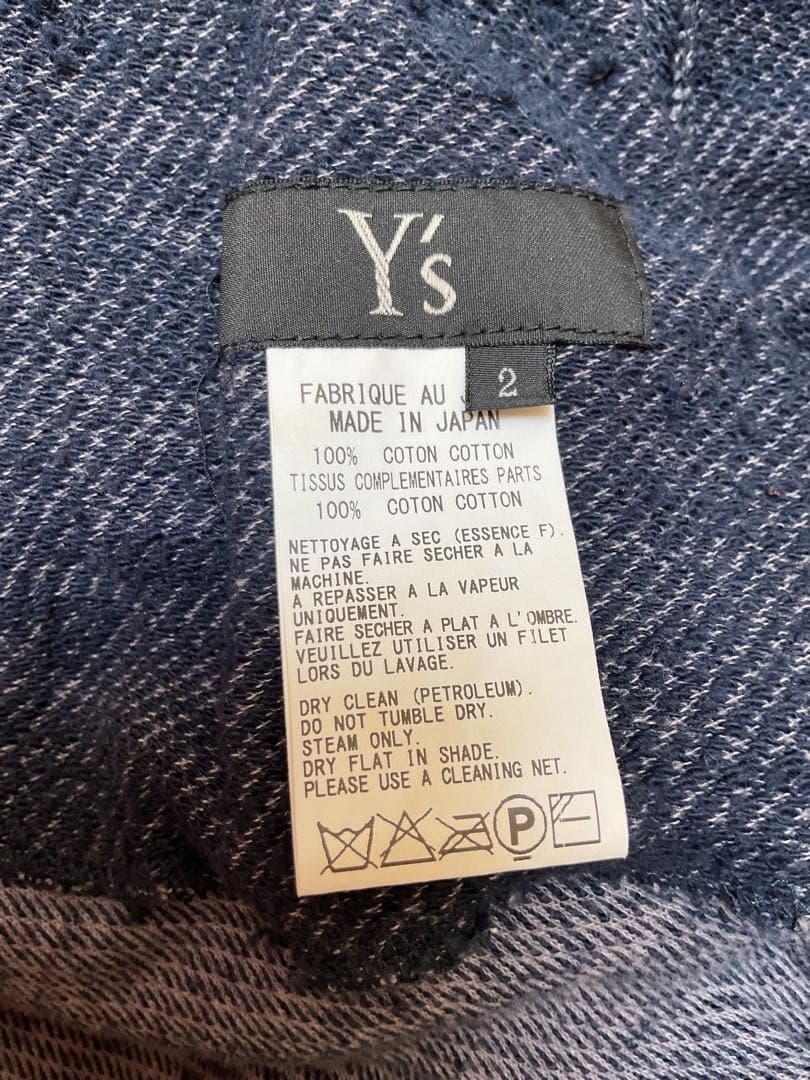 Y's
2
FABRIQUE AU
MADE IN JAPAN
100% COTON COTTON
TISSUS COMPLEMENTAIRES PARTS
100% COTON COTTON
NETTOYAGE A SEC (ESSENCE F).
NE PAS FAIRE SECHER A LA
MACHINE.
A REPASSER A LA VAPEUR
UNIQUEMENT.
FAIRE SECHER A PLAT A L'OMBRE.
VEUILLEZ UTILISER UN FILET
LORS DU LAVAGE.
DRY CLEAN (PETROLEUM).
DO NOT TUMBLE DRY.
STEAM ONLY.
DRY FLAT IN SHADE.
PLEASE USE A CLEANING NET.
P